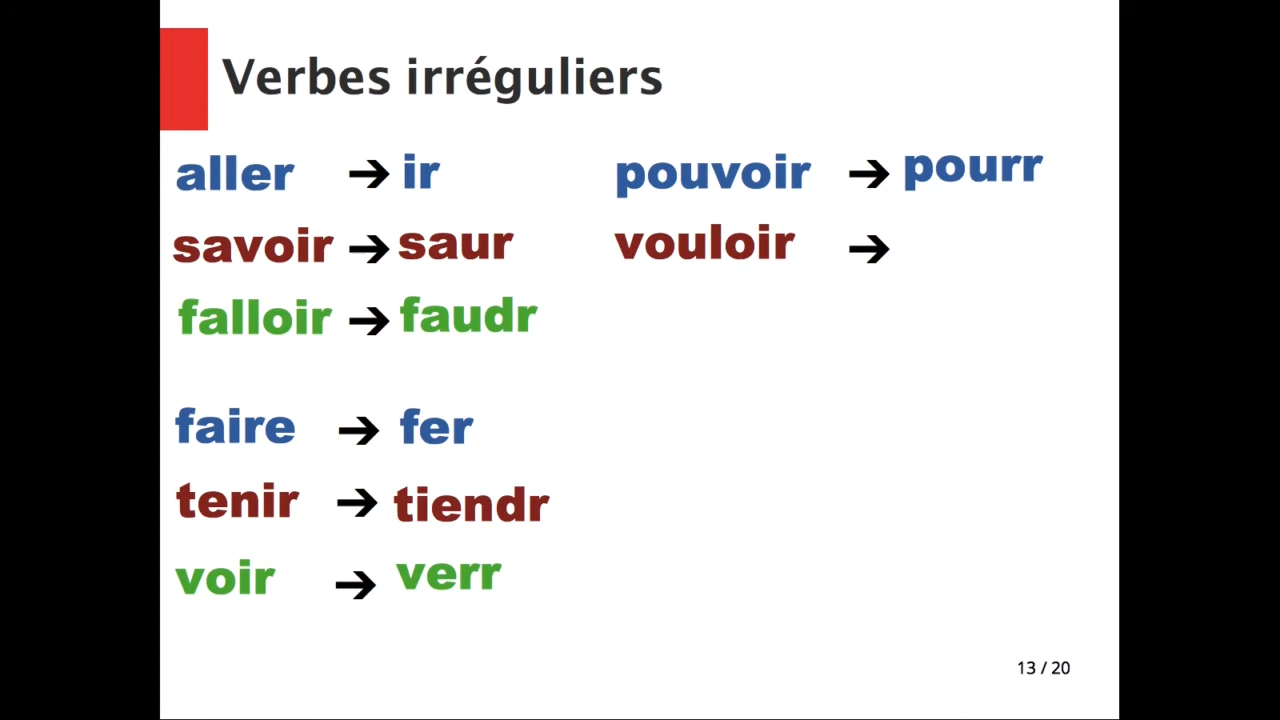 Verbes irréguliers
aller → ir
savoir → saur
falloir → faudr
faire → fer
tenir → tiendr
voir → verr
pouvoir → pourr
vouloir →
13 / 20